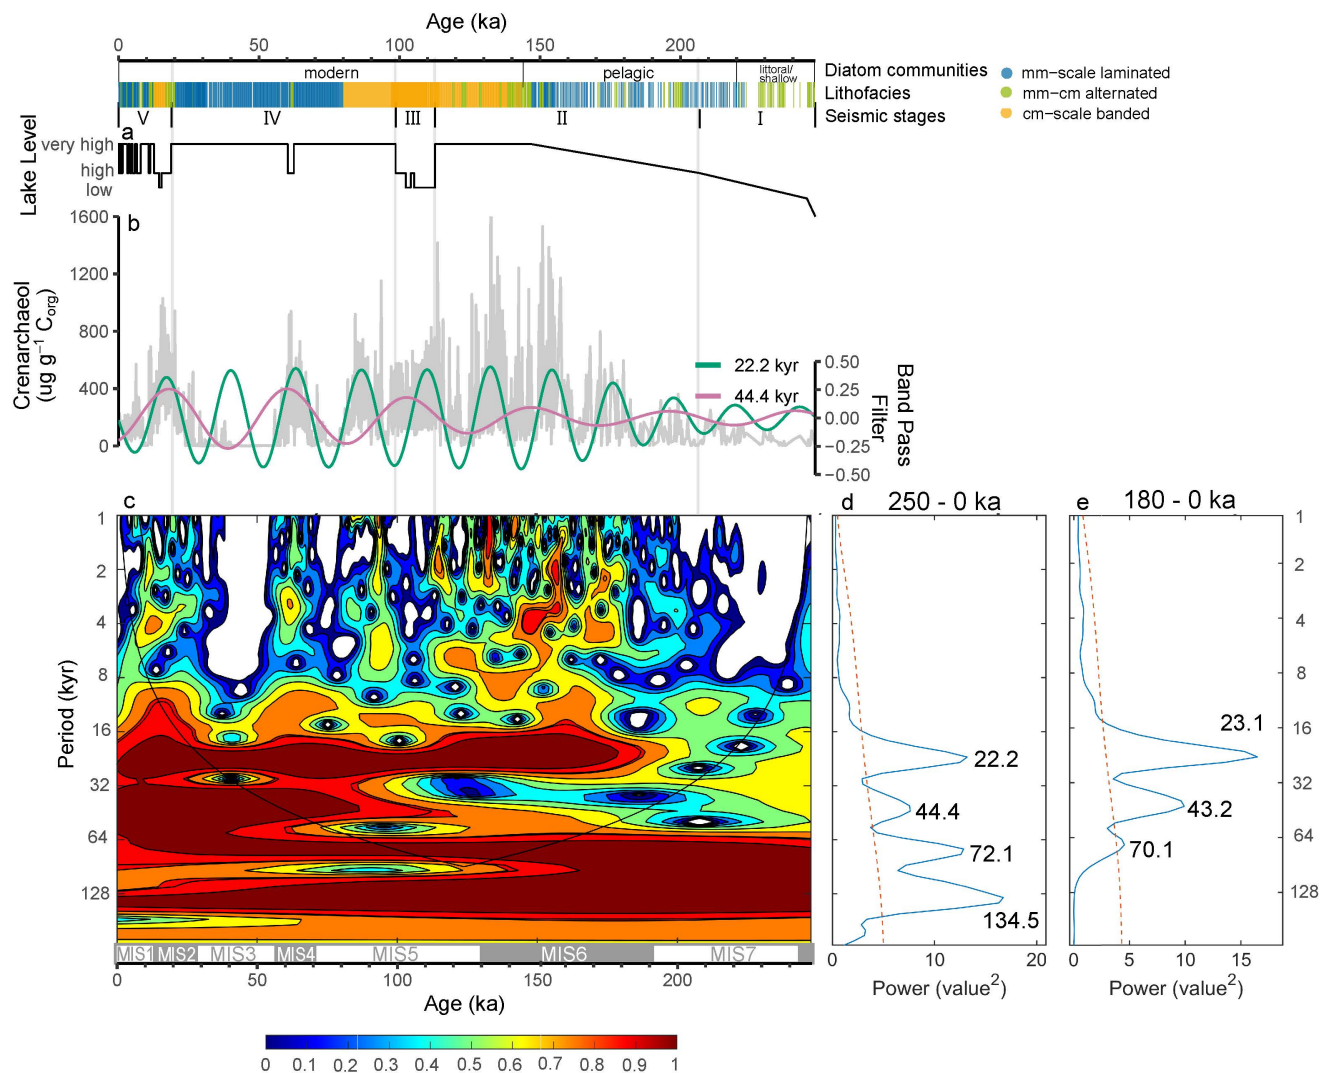 Age (ka)
0 50 100 150 200
modern pelagic littoral/
shallow
Diatom communities
Lithofacies
Seismic stages
mm−scale laminated
mm−cm alternated
cm−scale banded
V IV III II I
a
Lake Level
very high
high
low
b
Crenarchaeol
(ug g−1 Corg)
1600
1200
800
400
0
22.2 kyr
44.4 kyr
0.50
0.25
0.00
−0.25
−0.50
Band Pass
Filter
c
Period (kyr)
1
2
4
8
16
32
64
128
MIS1 MIS2 MIS3 MIS4 MIS5 MIS6 MIS7
0 50 100 150 200
Age (ka)
0 0.1 0.2 0.3 0.4 0.5 0.6 0.7 0.8 0.9 1
d 250 - 0 ka
22.2
44.4
72.1
134.5
0 10 20
Power (value2)
e 180 - 0 ka
23.1
43.2
70.1
1
2
4
8
16
32
64
128
0 5 10 15
Power (value2)